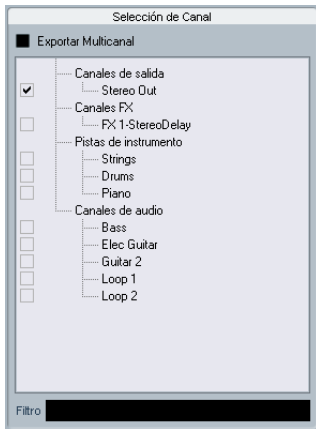 Selección de Canal
Exportar Multicanal
Canales de salida
Stereo Out
Canales FX
FX 1-StereoDelay
Pistas de instrumento
Strings
Drums
Piano
Canales de audio
Bass
Elec Guitar
Guitar 2
Loop 1
Loop 2
Filtro